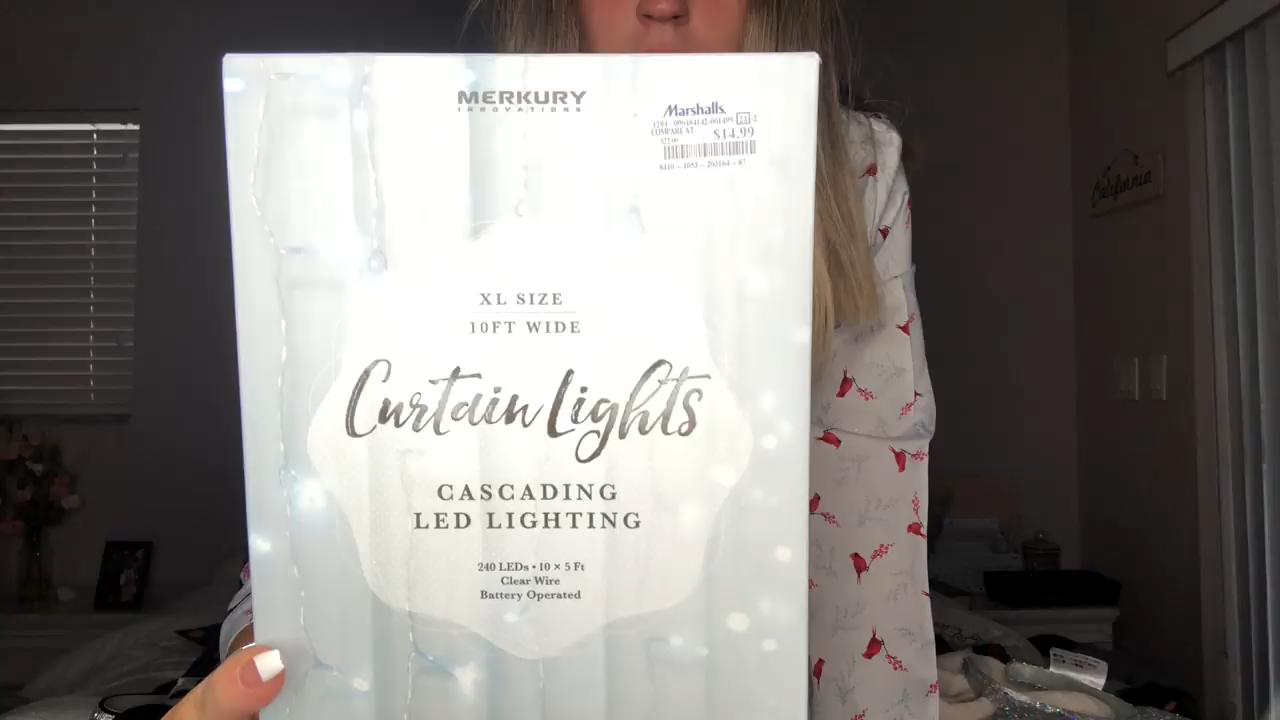 MERKURY
INNOVATIONS
Marshalls.
COMPARE AT
$14.99
XL SIZE
10FT WIDE
Curtain Lights
CASCADING
LED LIGHTING
240 LEDs • 10 × 5 Ft
Clear Wire
Battery Operated
California